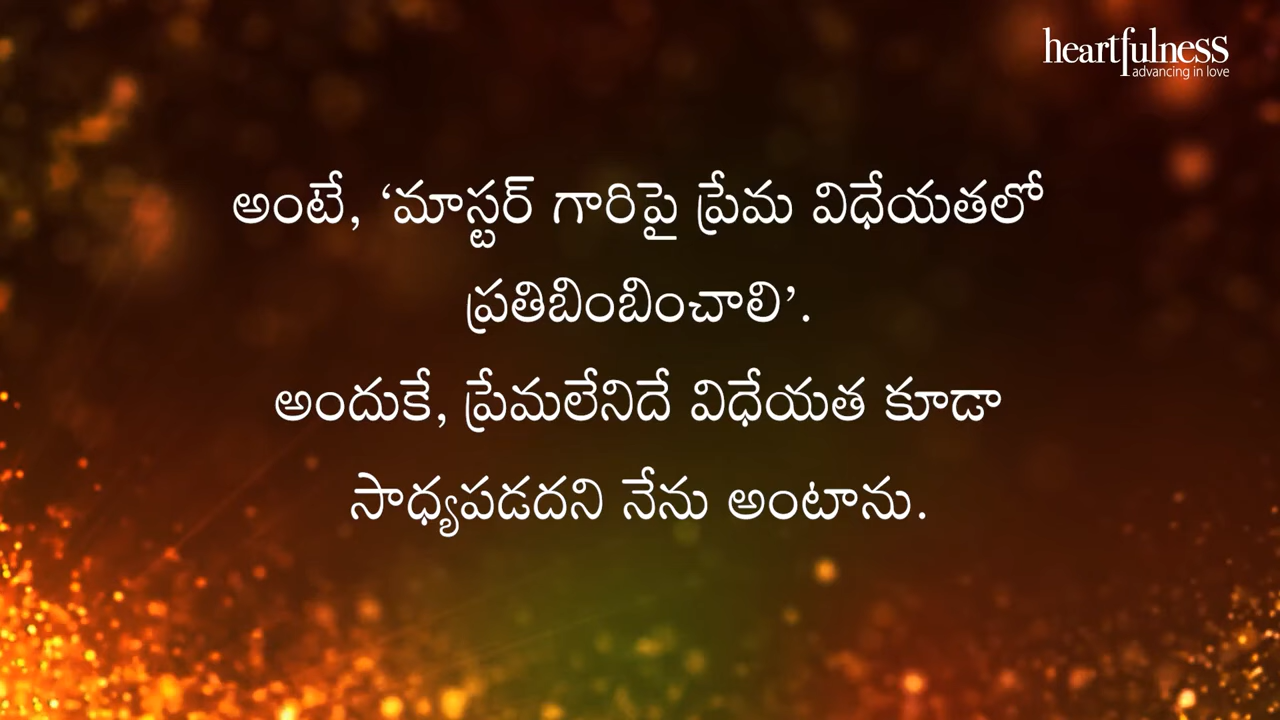 heartfulness
advancing in love
అంటే, ‘మాస్టర్ గారిపై ప్రేమ విధేయతలో
ప్రతిబింబించాలి’.
అందుకే, ప్రేమలేనిదే విధేయత కూడా
సాధ్యపడదని నేను అంటాను.